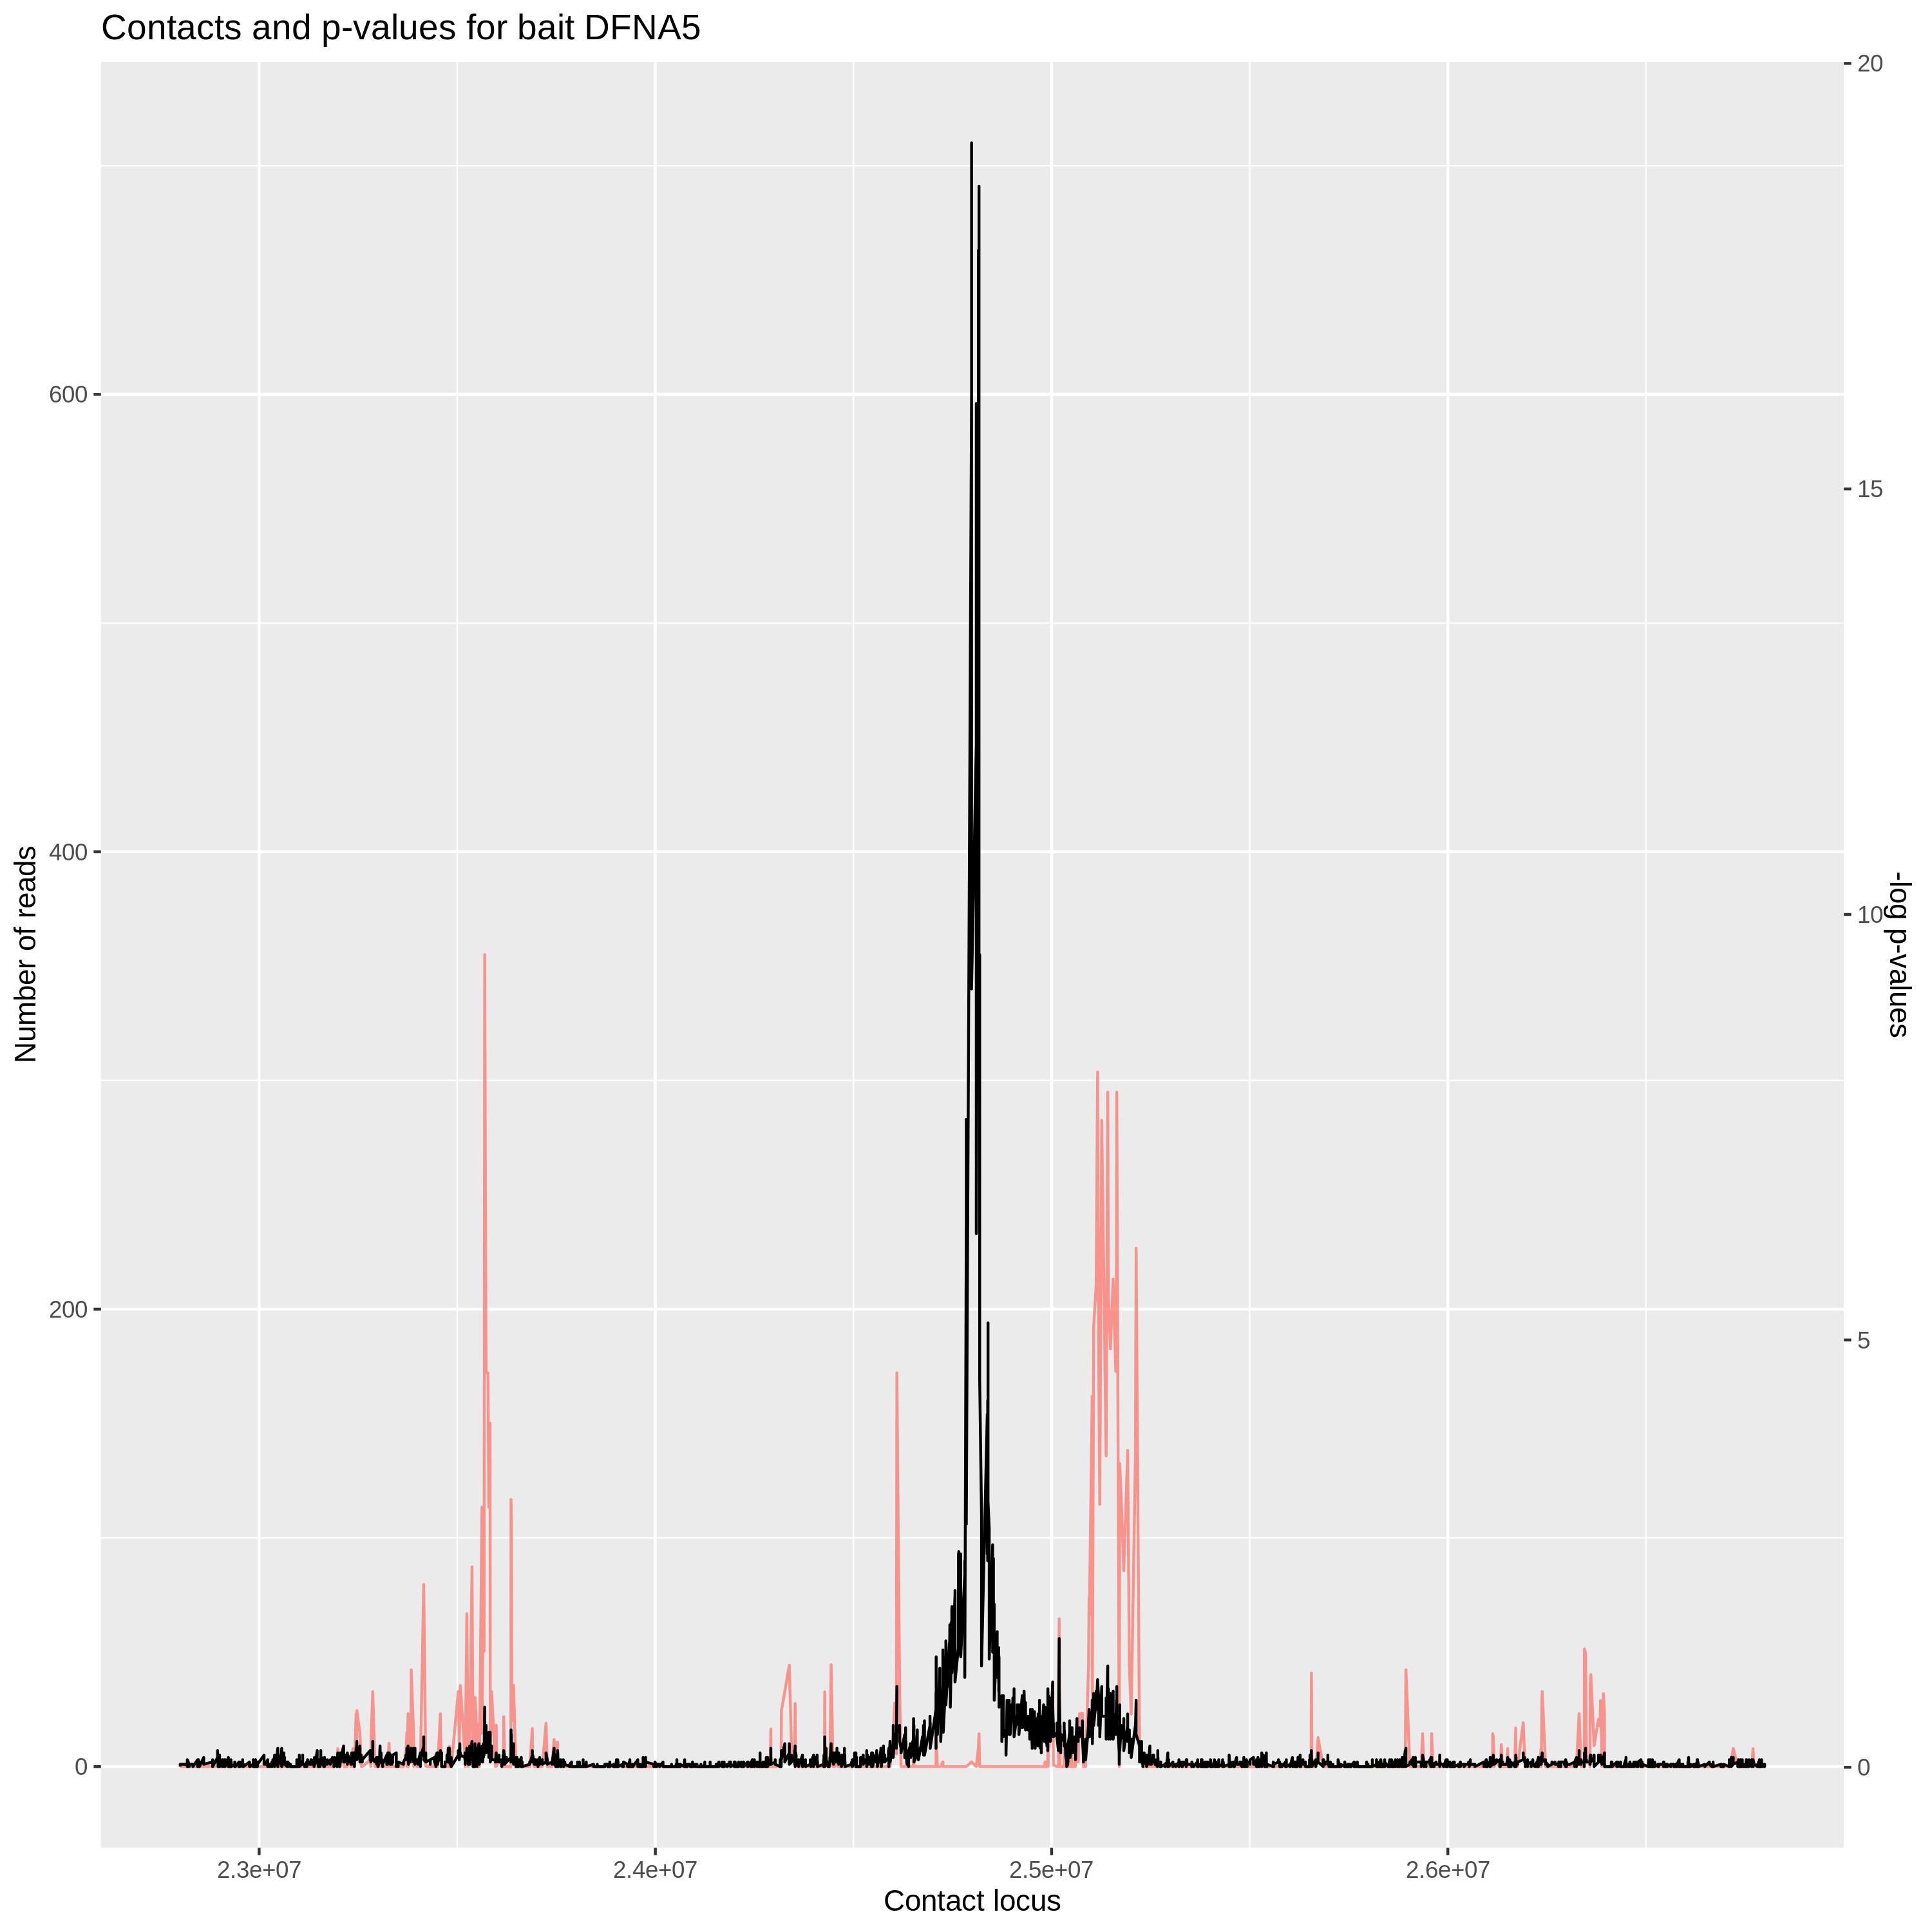 Contacts and p-values for bait DFNA5
Number of reads
600
400
200
0
20
15
10
5
0
-log p-values
2.3e+07 2.4e+07 2.5e+07 2.6e+07
Contact locus